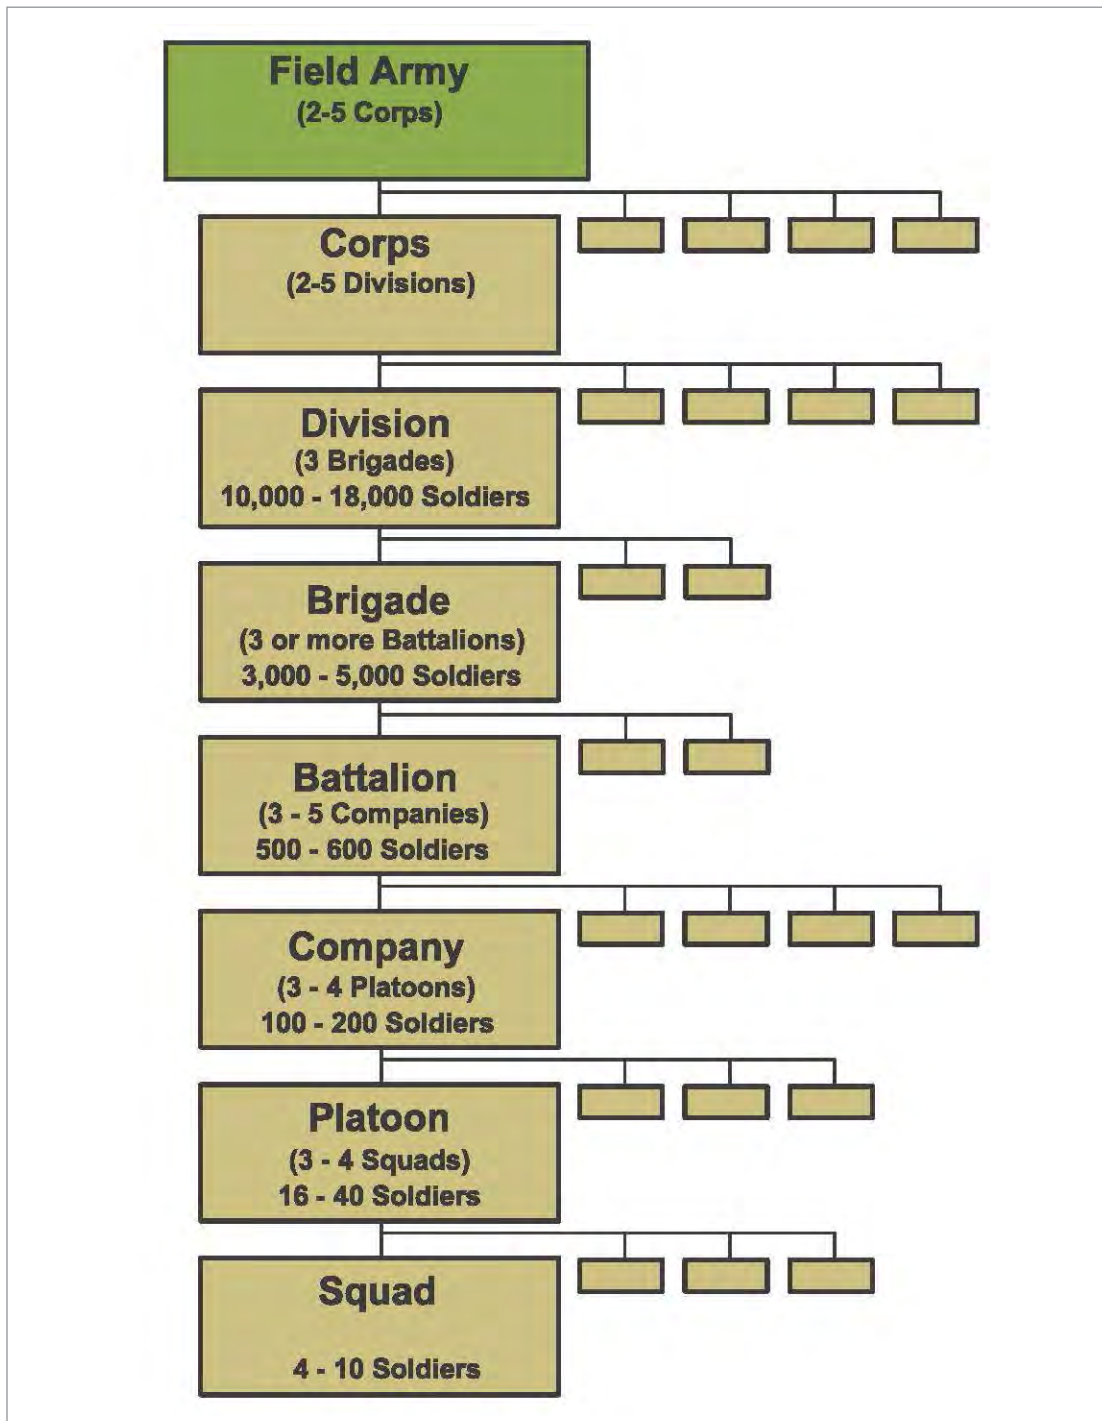 Field Army
(2-5 Corps)
Corps
(2-5 Divisions)
Division
(3 Brigades)
10,000 - 18,000 Soldiers
Brigade
(3 or more Battalions)
3,000 - 5,000 Soldiers
Battalion
(3 - 5 Companies)
500 - 600 Soldiers
Company
(3 - 4 Platoons)
100 - 200 Soldiers
Platoon
(3 - 4 Squads)
16 - 40 Soldiers
Squad
4 - 10 Soldiers